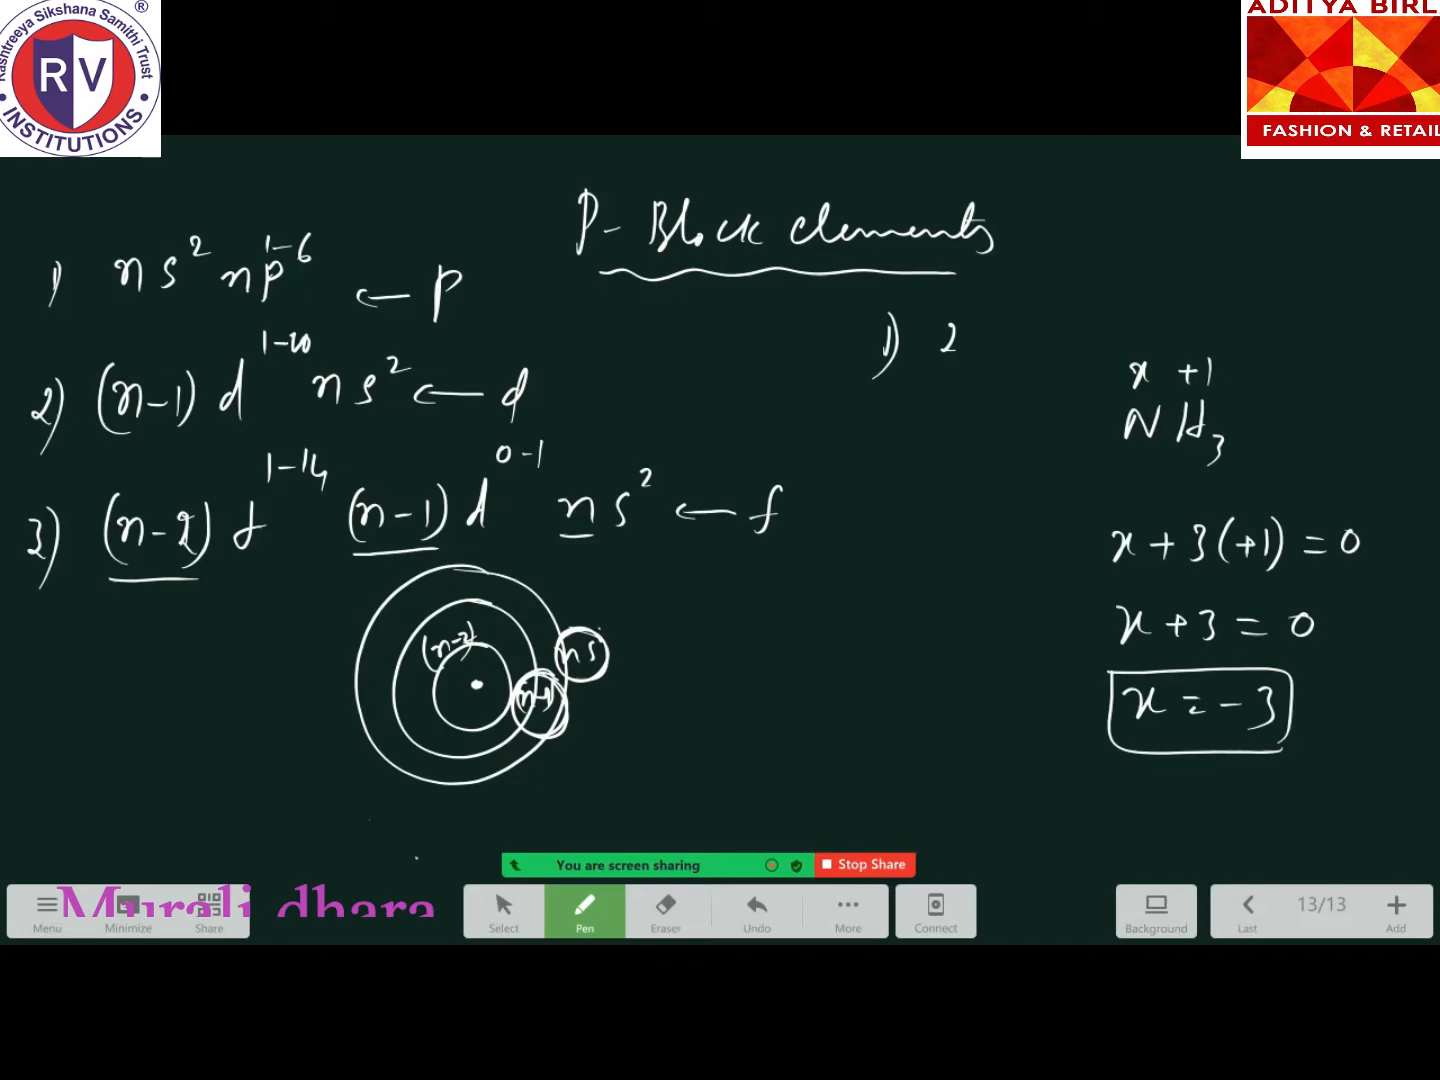 Rashtreeya Sikshana Samithi Trust
®
RV
• INSTITUTIONS •
ADITYA BIRL
FASHION & RETAIL
P- Block elements
1) ns² np¹⁻⁶ ← p
2) (n-1) d¹⁻¹⁰ ns² ← d
3) (n-2) f¹⁻¹⁴ (n-1) d⁰⁻¹ ns² ← f
(n-2)
ns
(n-1)
1) 2
x +1
NH₃
x + 3(+1) = 0
x + 3 = 0
x = -3
You are screen sharing
Stop Share
Murali dhara
Menu Minimize Share
Select Pen Eraser Undo More Connect
Background Last 13/13 Add